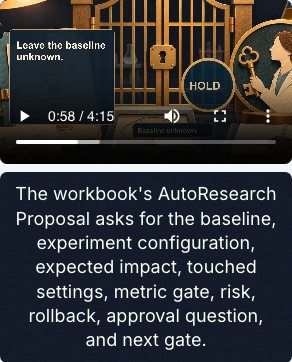 Leave the baseline
unknown.
HOLD
0:58 / 4:15
Baseline unknown
The workbook's AutoResearch
Proposal asks for the baseline,
experiment configuration,
expected impact, touched
settings, metric gate, risk,
rollback, approval question,
and next gate.